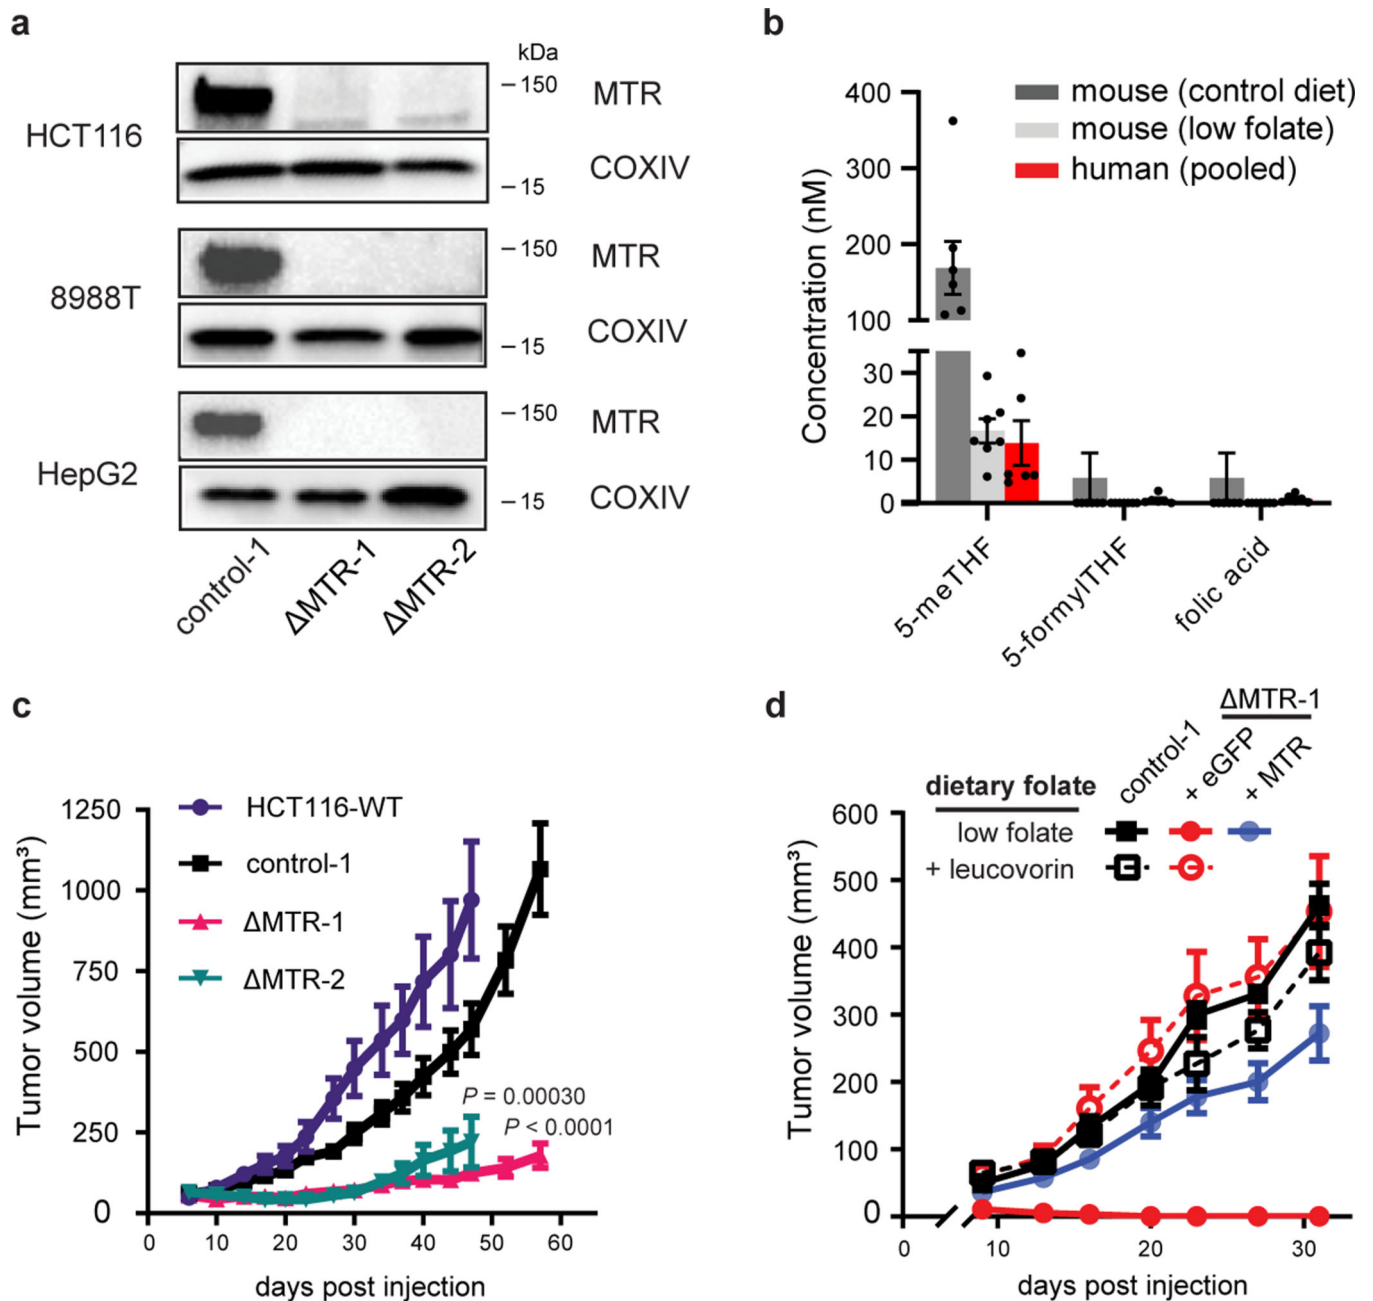 a
kDa
HCT116
–150
MTR
–15
COXIV
8988T
–150
MTR
–15
COXIV
HepG2
–150
MTR
–15
COXIV
control-1
ΔMTR-1
ΔMTR-2
b
mouse (control diet)
mouse (low folate)
human (pooled)
Concentration (nM)
400
300
200
100
30
20
10
0
5-meTHF
5-formylTHF
folic acid
c
HCT116-WT
control-1
ΔMTR-1
ΔMTR-2
Tumor volume (mm³)
1250
1000
750
500
250
0
P = 0.00030
P < 0.0001
0 10 20 30 40 50 60
days post injection
d
ΔMTR-1
control-1
+ eGFP
+ MTR
dietary folate
low folate
+ leucovorin
Tumor volume (mm³)
600
500
400
300
200
100
0
0 10 20 30
days post injection